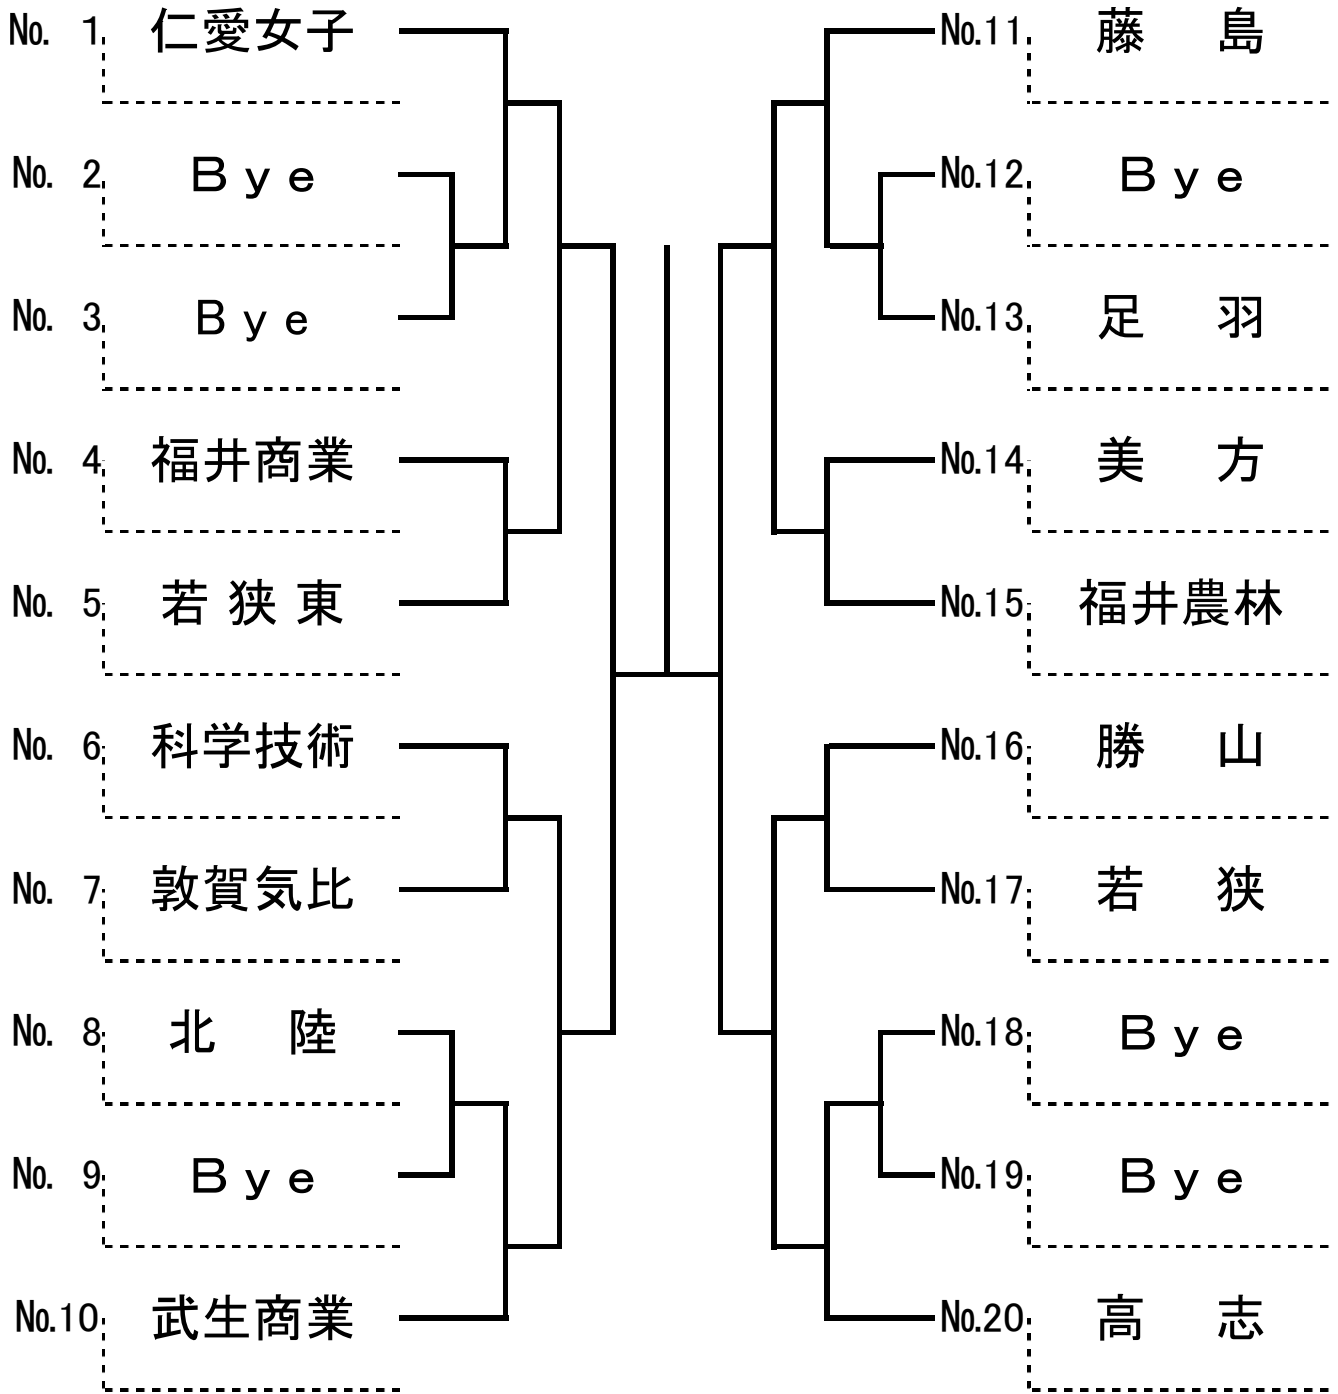 No. 1 仁愛女子
No. 2 Bye
No. 3 Bye
No. 4 福井商業
No. 5 若狭東
No. 6 科学技術
No. 7 敦賀気比
No. 8 北 陸
No. 9 Bye
No.10 武生商業
No.11 藤 島
No.12 Bye
No.13 足 羽
No.14 美 方
No.15 福井農林
No.16 勝 山
No.17 若 狭
No.18 Bye
No.19 Bye
No.20 高 志